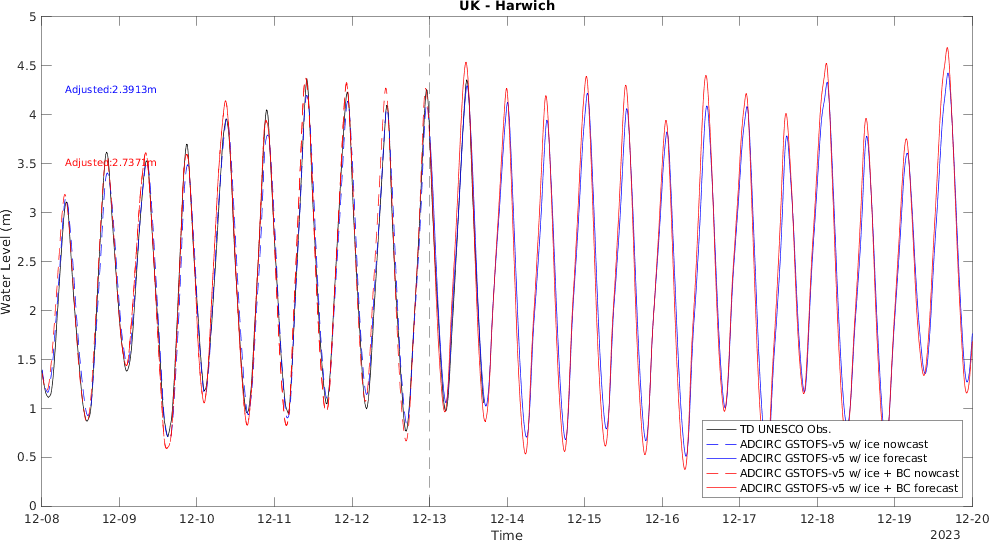 UK - Harwich
5
4.5
4
3.5
3
2.5
2
1.5
1
0.5
0
Water Level (m)
Adjusted:2.3913m
Adjusted:2.7371m
TD UNESCO Obs.
ADCIRC GSTOFS-v5 w/ ice nowcast
ADCIRC GSTOFS-v5 w/ ice forecast
ADCIRC GSTOFS-v5 w/ ice + BC nowcast
ADCIRC GSTOFS-v5 w/ ice + BC forecast
12-08 12-09 12-10 12-11 12-12 12-13 12-14 12-15 12-16 12-17 12-18 12-19 12-20
Time
2023